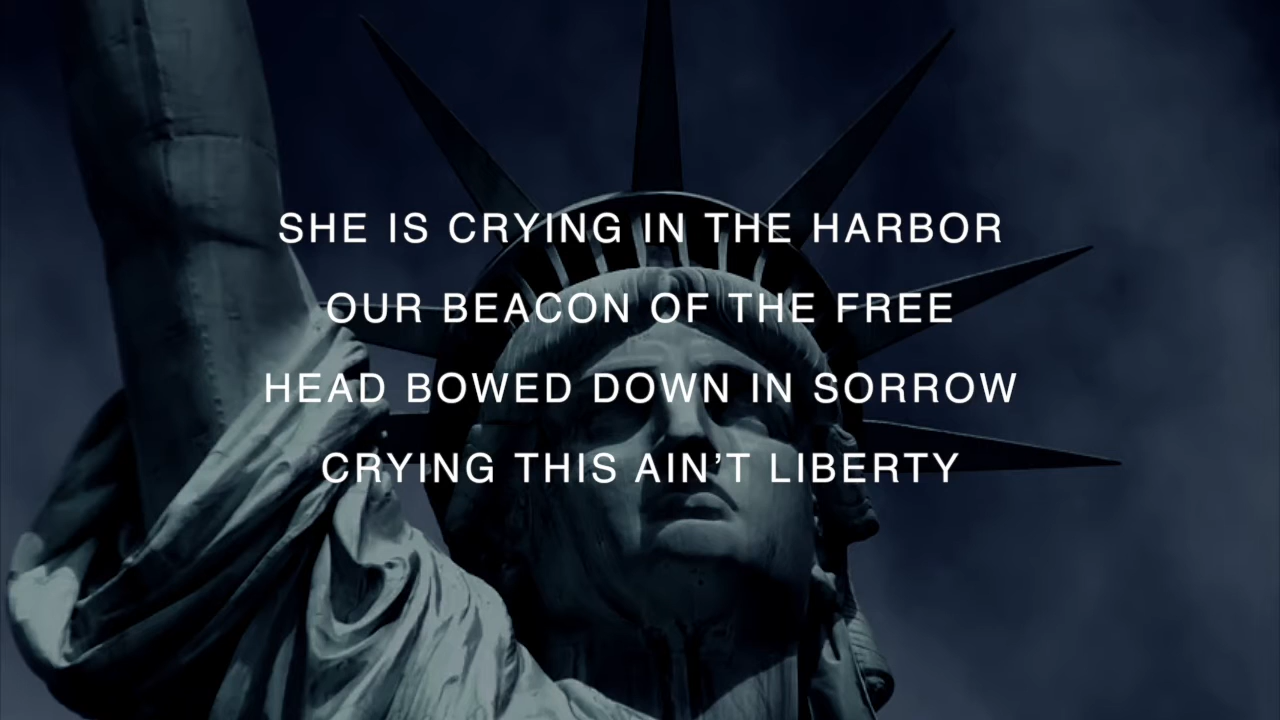 SHE IS CRYING IN THE HARBOR
OUR BEACON OF THE FREE
HEAD BOWED DOWN IN SORROW
CRYING THIS AIN’T LIBERTY